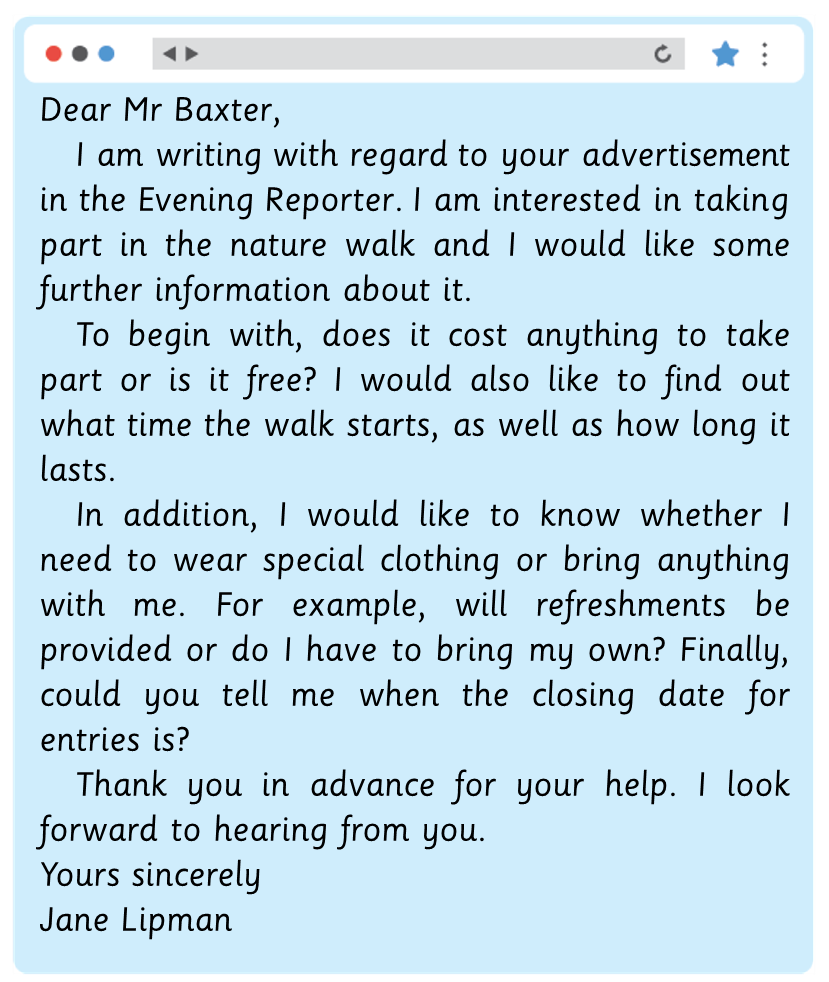 Dear Mr Baxter,
I am writing with regard to your advertisement
in the Evening Reporter. I am interested in taking
part in the nature walk and I would like some
further information about it.
To begin with, does it cost anything to take
part or is it free? I would also like to find out
what time the walk starts, as well as how long it
lasts.
In addition, I would like to know whether I
need to wear special clothing or bring anything
with me. For example, will refreshments be
provided or do I have to bring my own? Finally,
could you tell me when the closing date for
entries is?
Thank you in advance for your help. I look
forward to hearing from you.
Yours sincerely
Jane Lipman